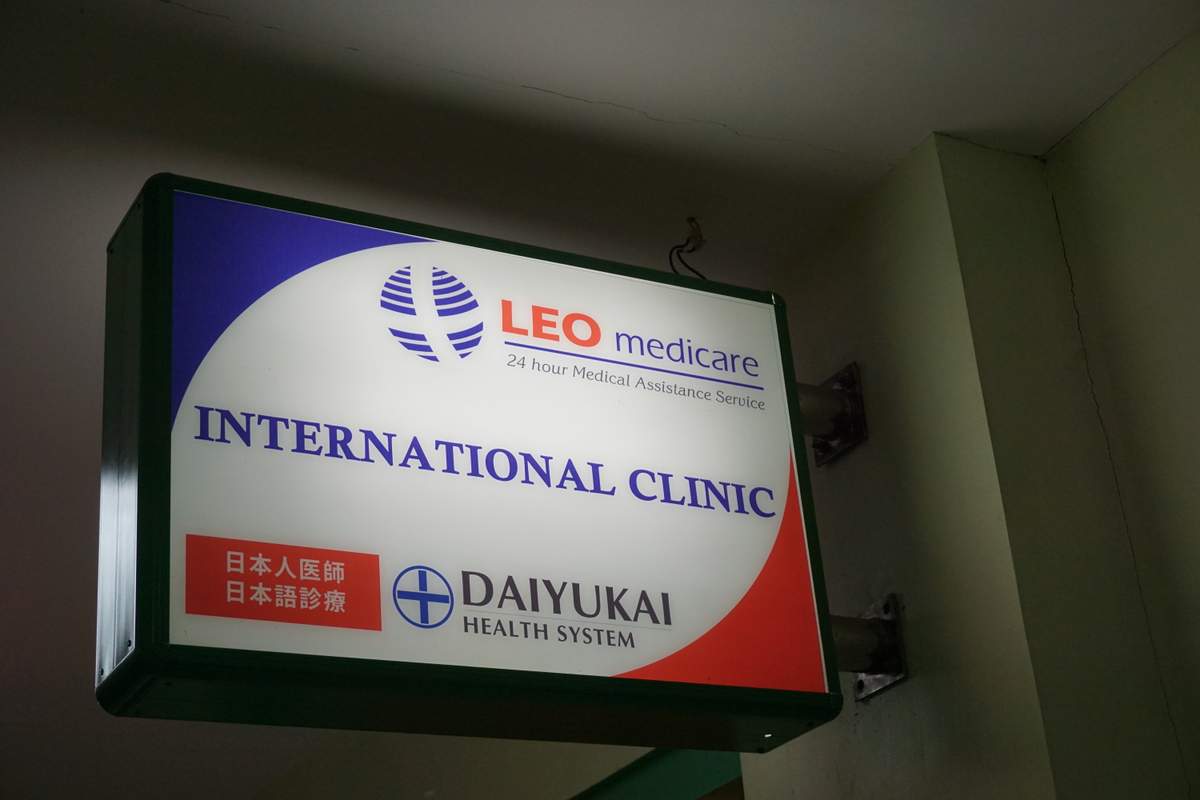 LEO medicare
24 hour Medical Assistance Service
INTERNATIONAL CLINIC
日本人医師
日本語診療
DAIYUKAI
HEALTH SYSTEM